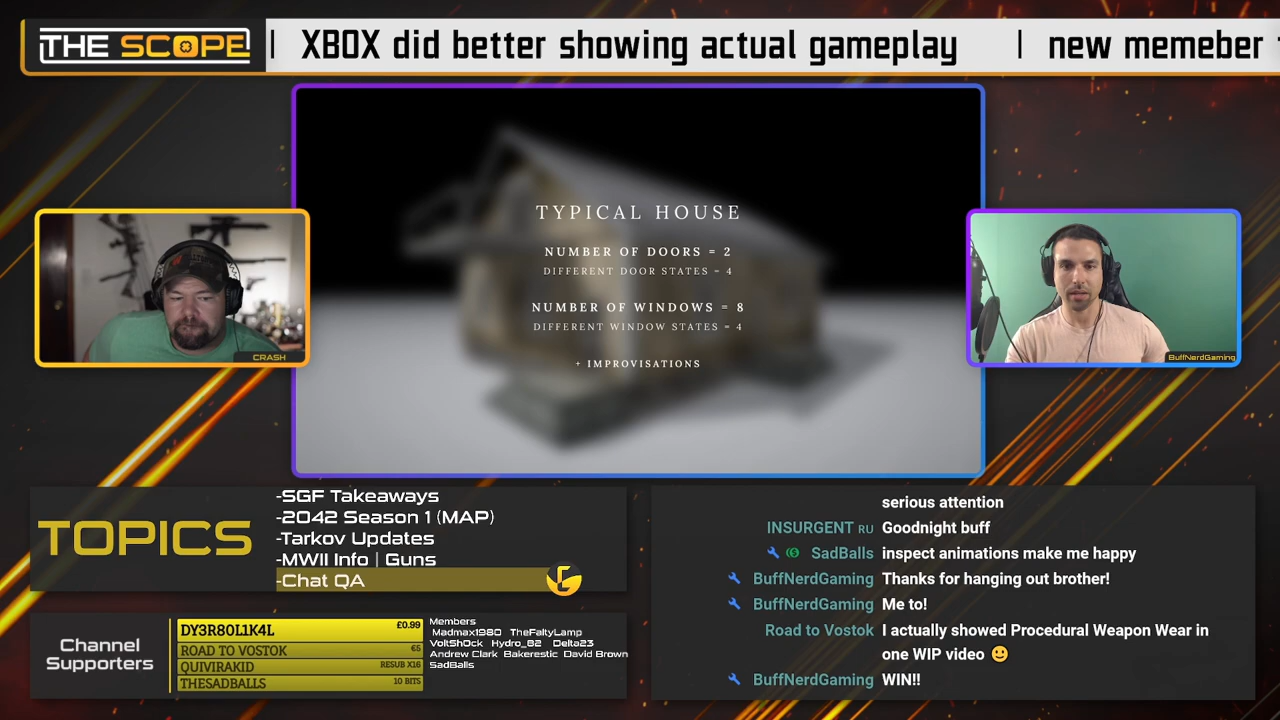 THE SCOPE
| XBOX did better showing actual gameplay | new memeber
TYPICAL HOUSE
NUMBER OF DOORS = 2
DIFFERENT DOOR STATES = 4
NUMBER OF WINDOWS = 8
DIFFERENT WINDOW STATES = 4
+ IMPROVISATIONS
CRASH
BuffNerdGaming
TOPICS
-SGF Takeaways
-2042 Season 1 (MAP)
-Tarkov Updates
-MWII Info | Guns
-Chat QA
Channel
Supporters
DY3R80L1K4L £0.99
ROAD TO VOSTOK €5
QUIVIRAKID RESUB X16
THESADBALLS 10 BITS
Members
Madmax1980 TheFaltyLamp
VoltSh0ck Hydro_82 Delta23
Andrew Clark Bakerestic David Brown
SadBalls
serious attention
INSURGENT RU Goodnight buff
SadBalls inspect animations make me happy
BuffNerdGaming Thanks for hanging out brother!
BuffNerdGaming Me to!
Road to Vostok I actually showed Procedural Weapon Wear in
one WIP video 🙂
BuffNerdGaming WIN!!